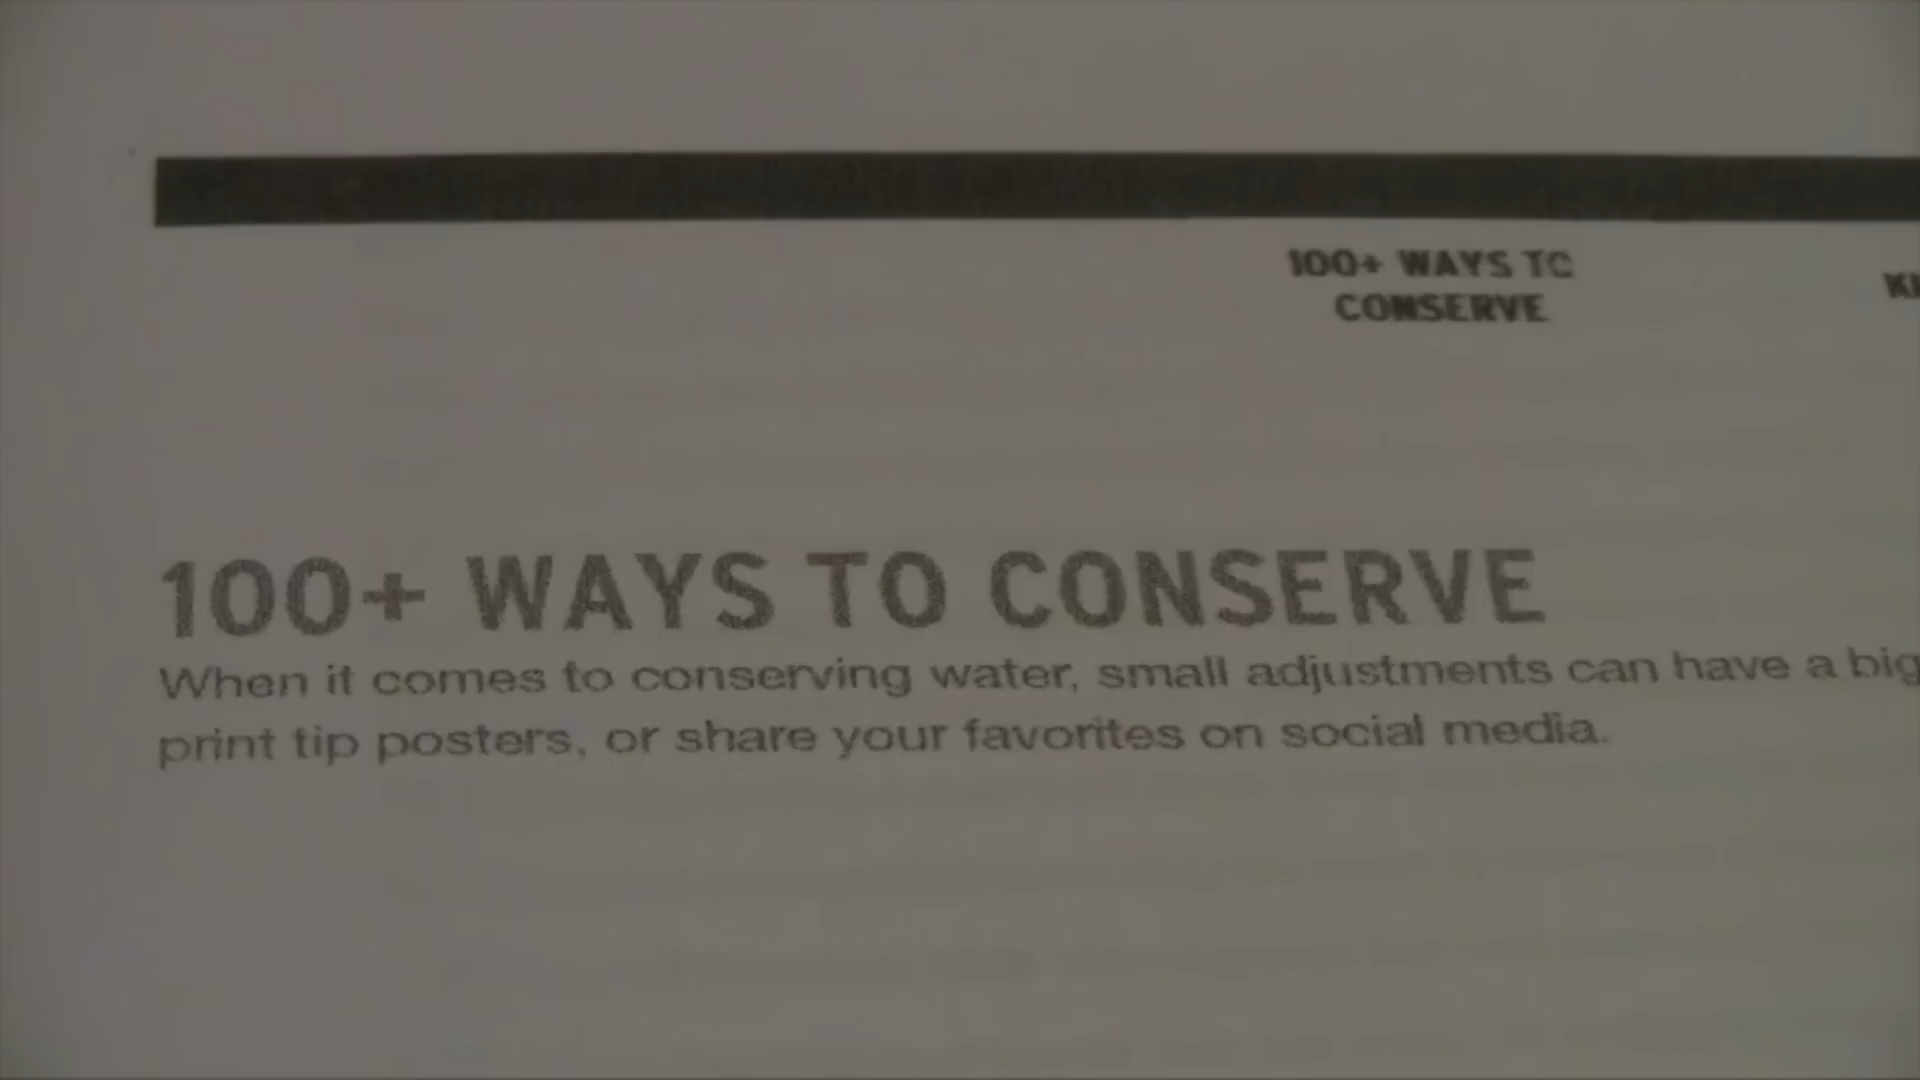 100+ WAYS TO
CONSERVE
100+ WAYS TO CONSERVE
When it comes to conserving water, small adjustments can have a big
print tip posters, or share your favorites on social media.